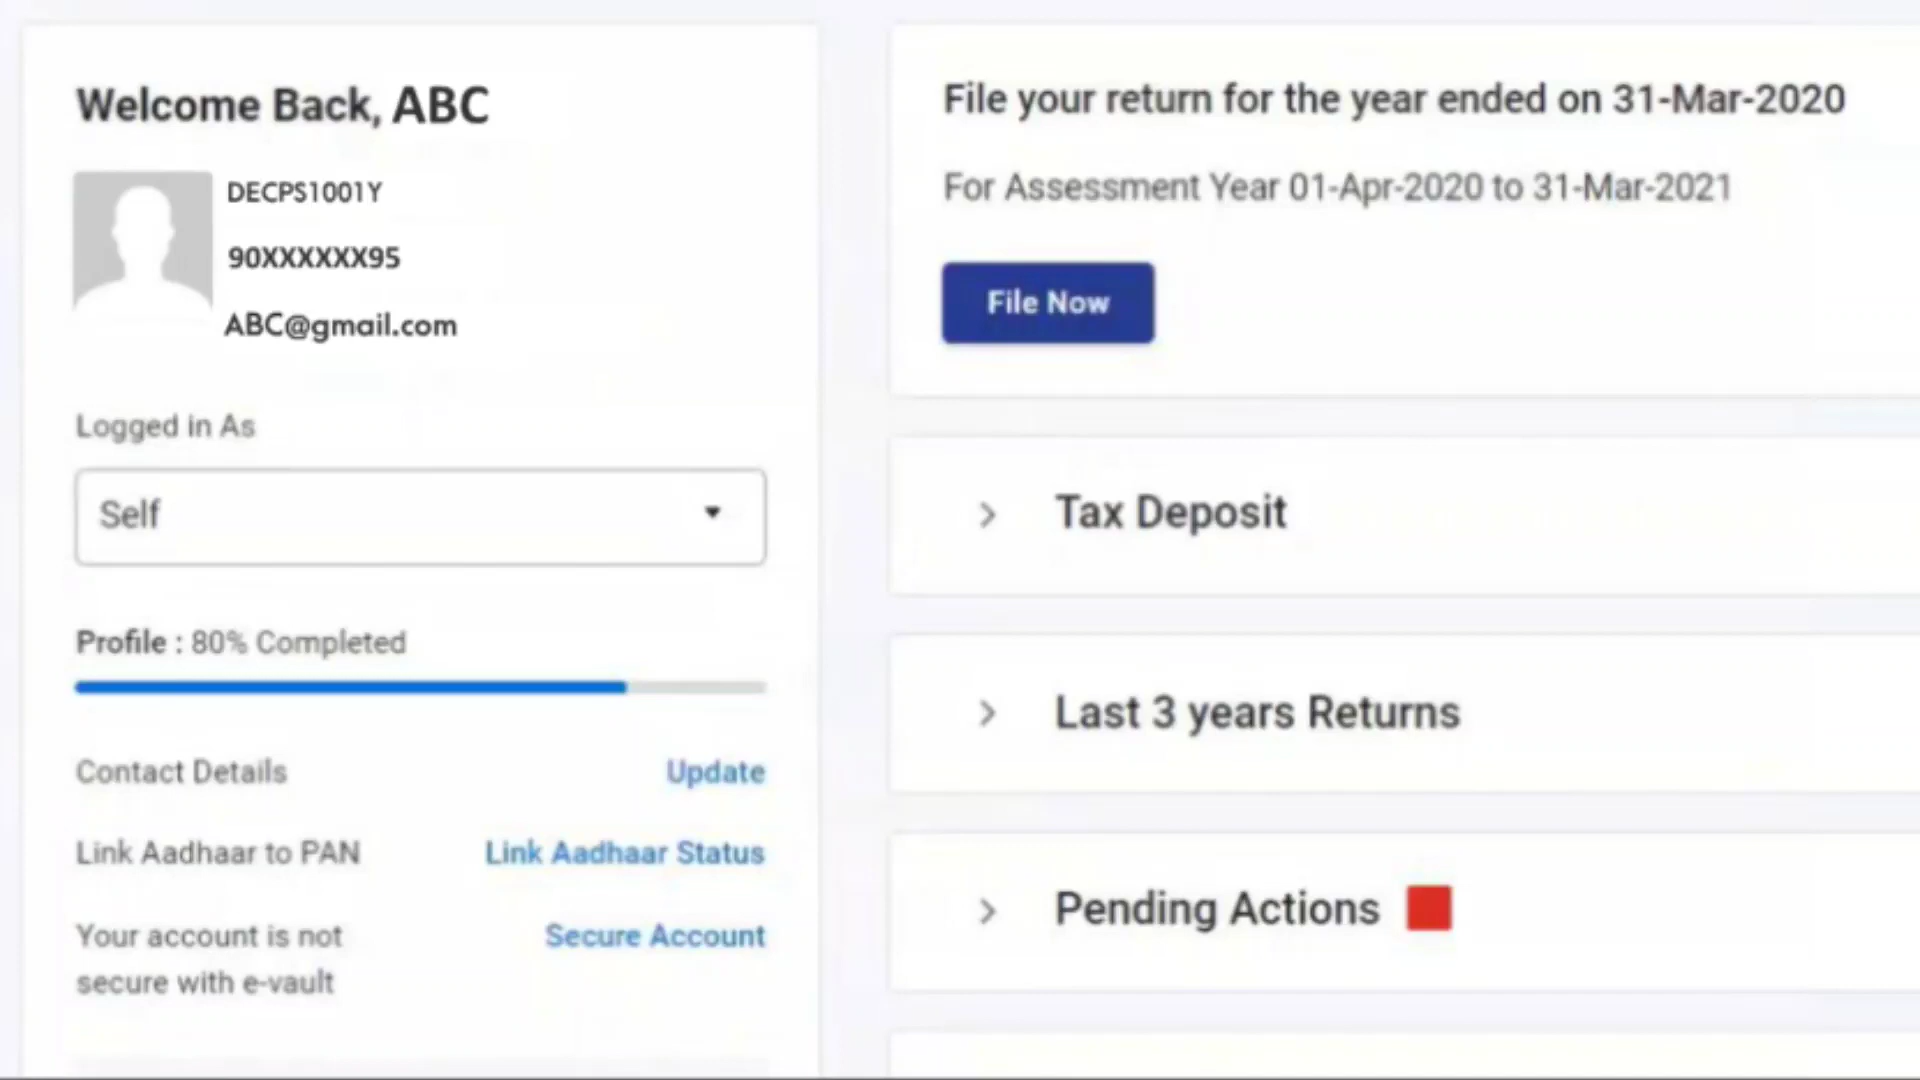 Welcome Back, ABC
DECPS1001Y
90XXXXXX95
ABC@gmail.com
Logged in As
Self
Profile : 80% Completed
Contact Details Update
Link Aadhaar to PAN Link Aadhaar Status
Your account is not Secure Account
secure with e-vault
File your return for the year ended on 31-Mar-2020
For Assessment Year 01-Apr-2020 to 31-Mar-2021
File Now
Tax Deposit
Last 3 years Returns
Pending Actions